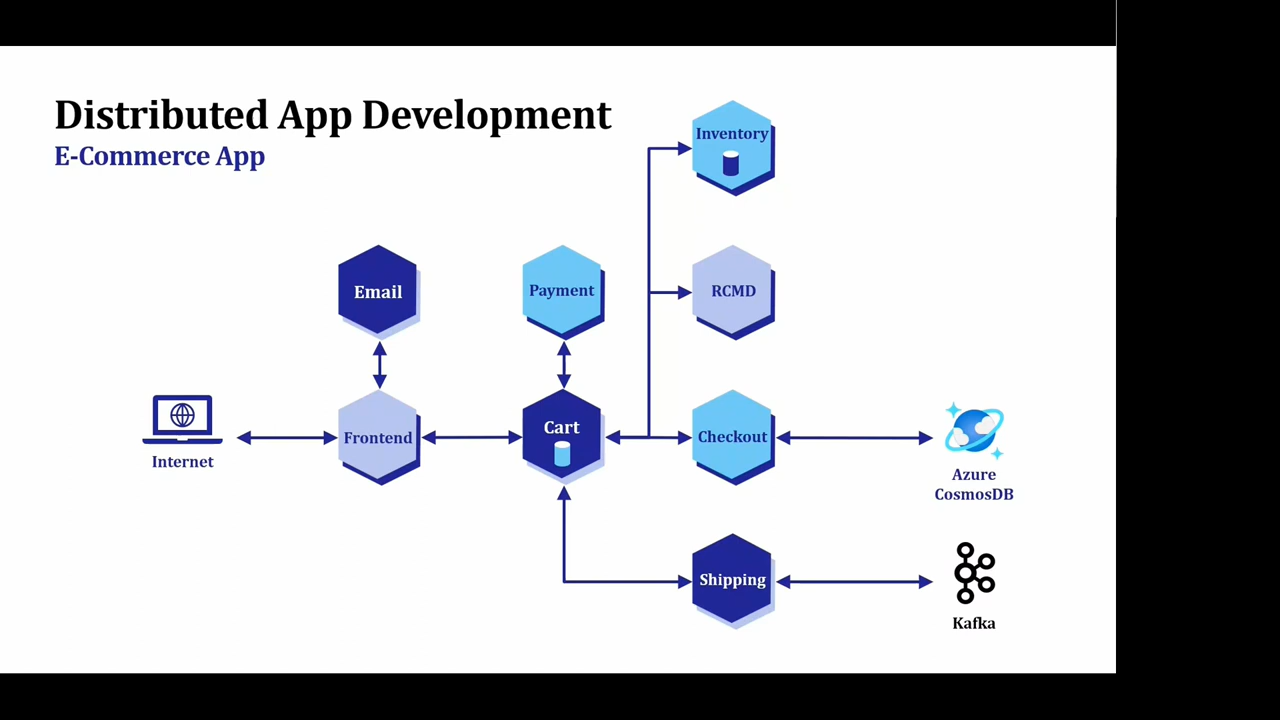 Distributed App Development
E-Commerce App
Inventory
Email
Payment
RCMD
Internet
Frontend
Cart
Checkout
Azure
CosmosDB
Shipping
Kafka